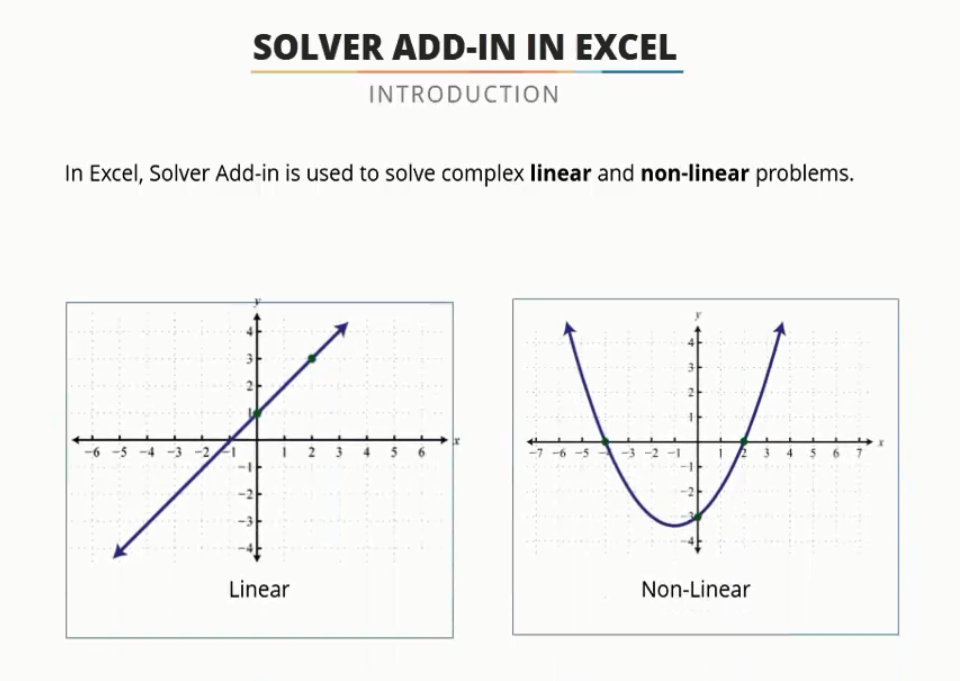 SOLVER ADD-IN IN EXCEL
INTRODUCTION
In Excel, Solver Add-in is used to solve complex linear and non-linear problems.
y
4
3
2
1
-6 -5 -4 -3 -2 -1 1 2 3 4 5 6 x
-1
-2
-3
-4
Linear
y
4
3
2
1
-7 -6 -5 -4 -3 -2 -1 1 2 3 4 5 6 7 x
-1
-2
-3
-4
Non-Linear